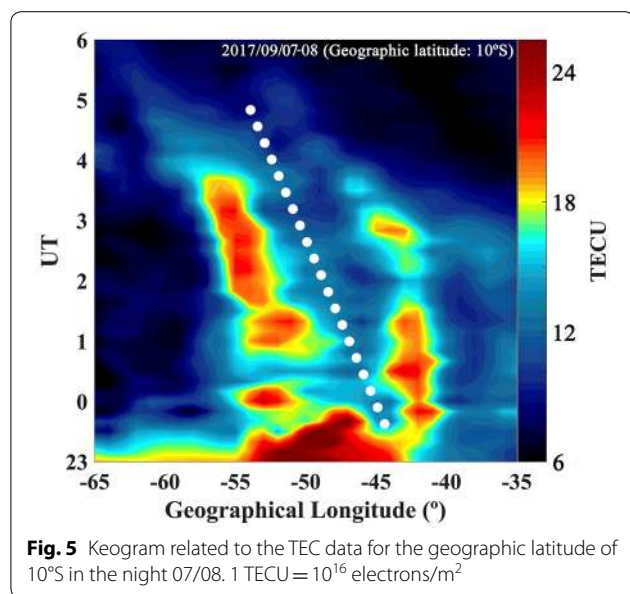 2017/09/07-08 (Geographic latitude: 10ºS)
6
5
4
3
2
1
0
23
UT
-65 -60 -55 -50 -45 -40 -35
Geographical Longitude (º)
24
18
12
6
TECU
Fig. 5 Keogram related to the TEC data for the geographic latitude of
10°S in the night 07/08. 1 TECU = 10¹⁶ electrons/m²